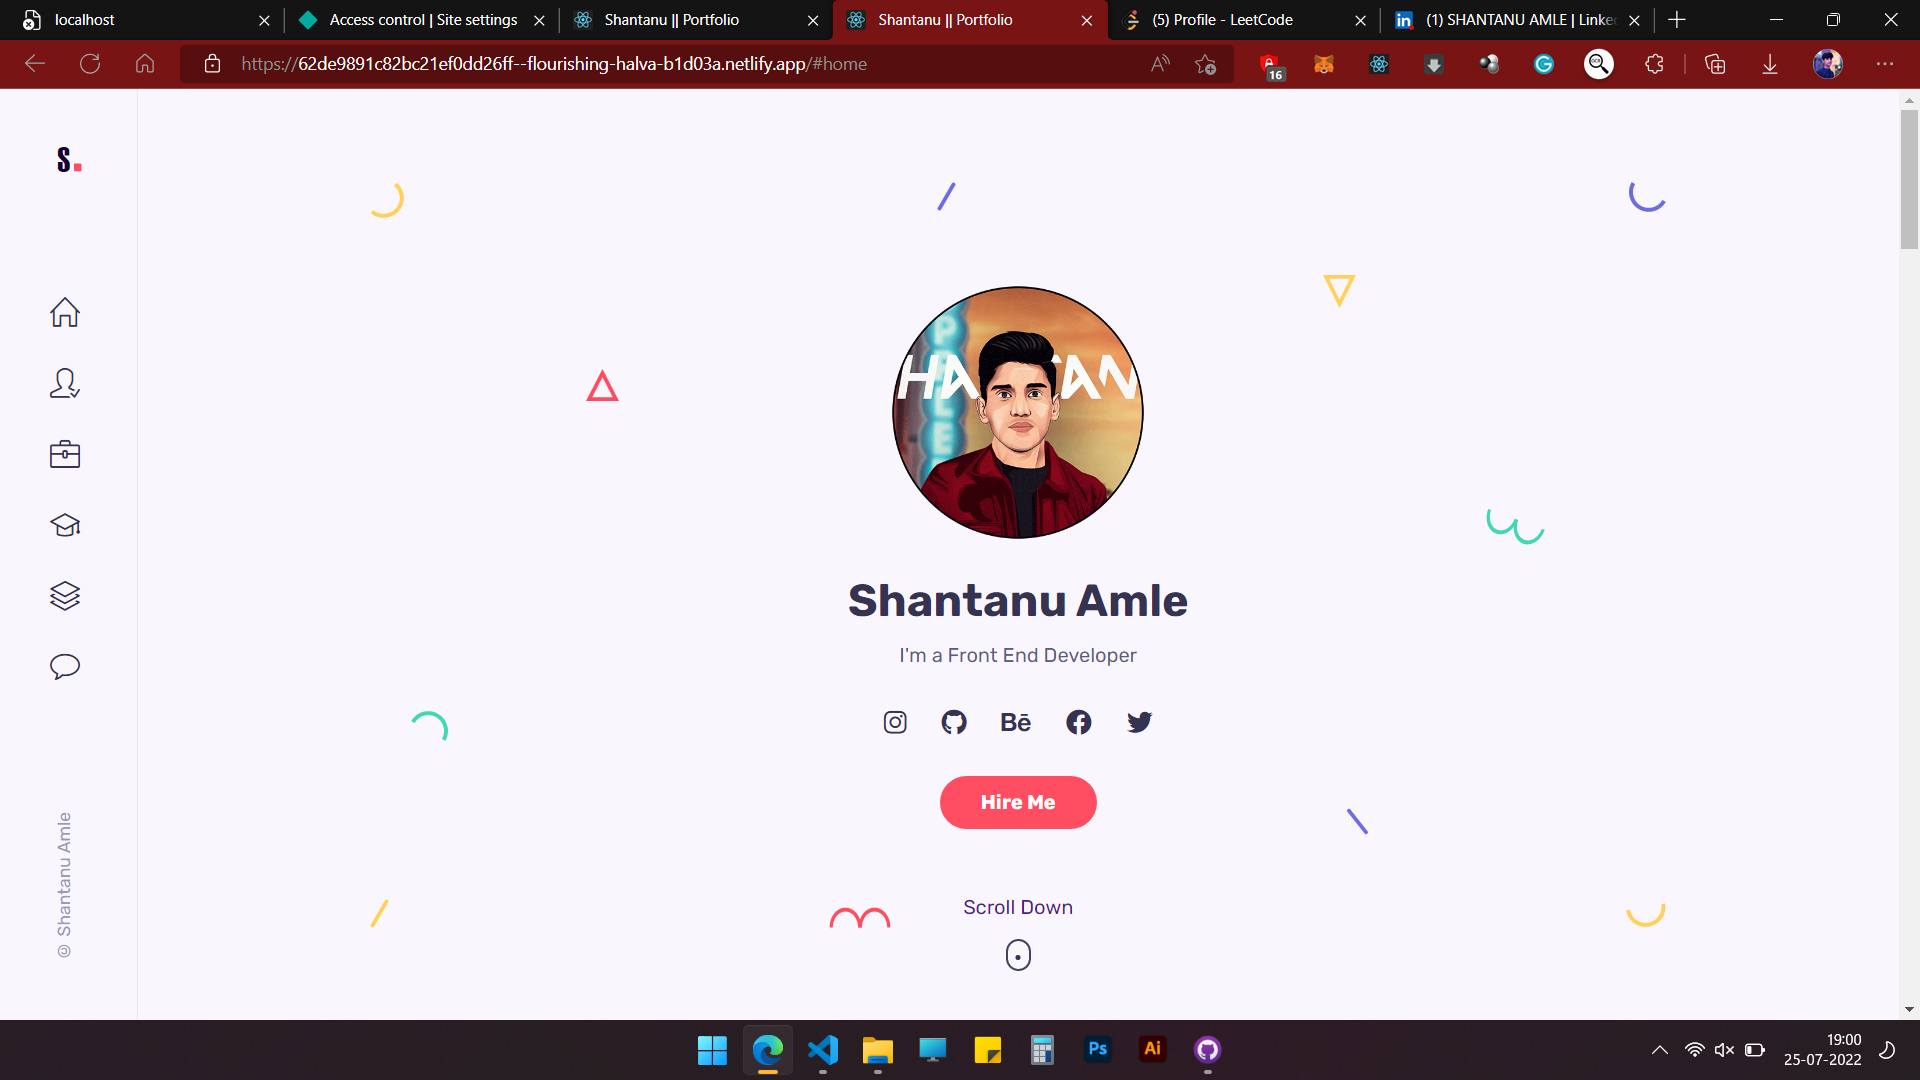 localhost
Access control | Site settings
Shantanu || Portfolio
Shantanu || Portfolio
(5) Profile - LeetCode
(1) SHANTANU AMLE | Linke
https://62de9891c82bc21ef0dd26ff--flourishing-halva-b1d03a.netlify.app/#home
16
S.
Shantanu Amle
I'm a Front End Developer
Bē
Hire Me
Scroll Down
© Shantanu Amle
Ps
Ai
19:00
25-07-2022